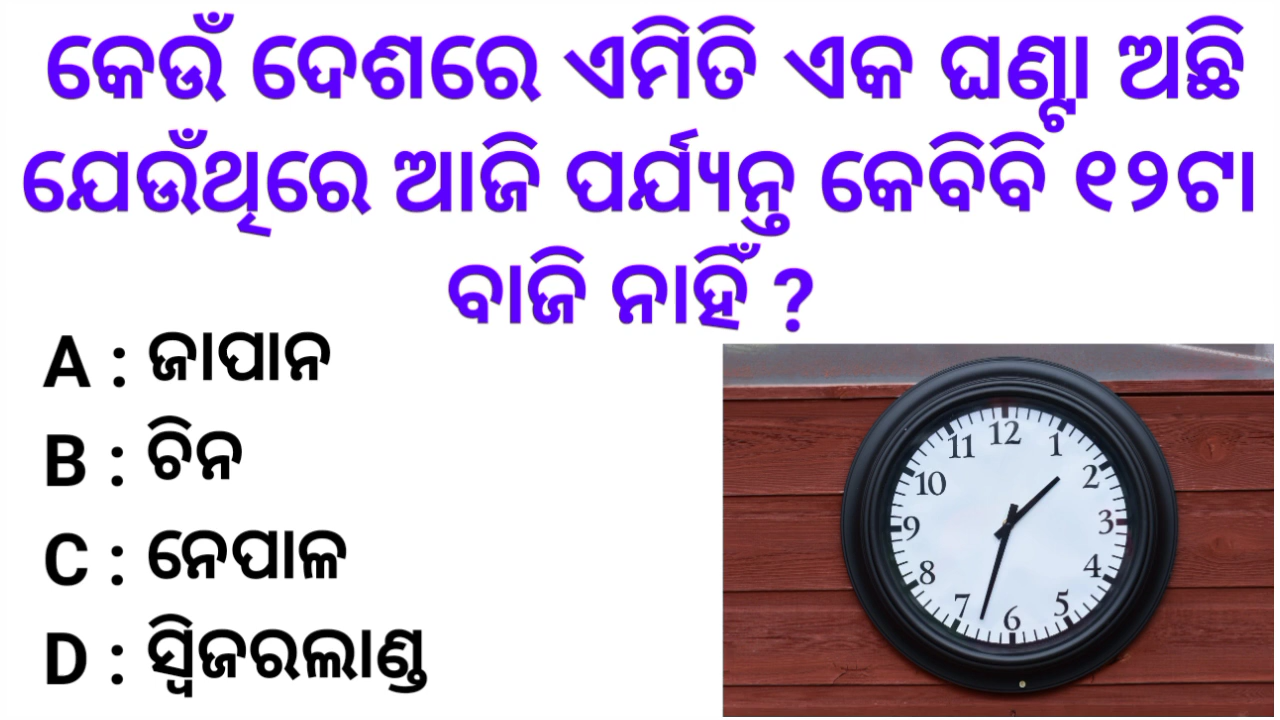 କେଉଁ ଦେଶରେ ଏମିତି ଏକ ଘଣ୍ଟା ଅଛି
ଯେଉଁଥିରେ ଆଜି ପର୍ଯ୍ୟନ୍ତ କେବିବି ୧୨ଟା
ବାଜି ନାହିଁ ?
A : ଜାପାନ
B : ଚିନ
C : ନେପାଳ
D : ସ୍ୱିଜରଲାଣ୍ଡ
12
11 1
10 2
9 3
8 4
7 5
6